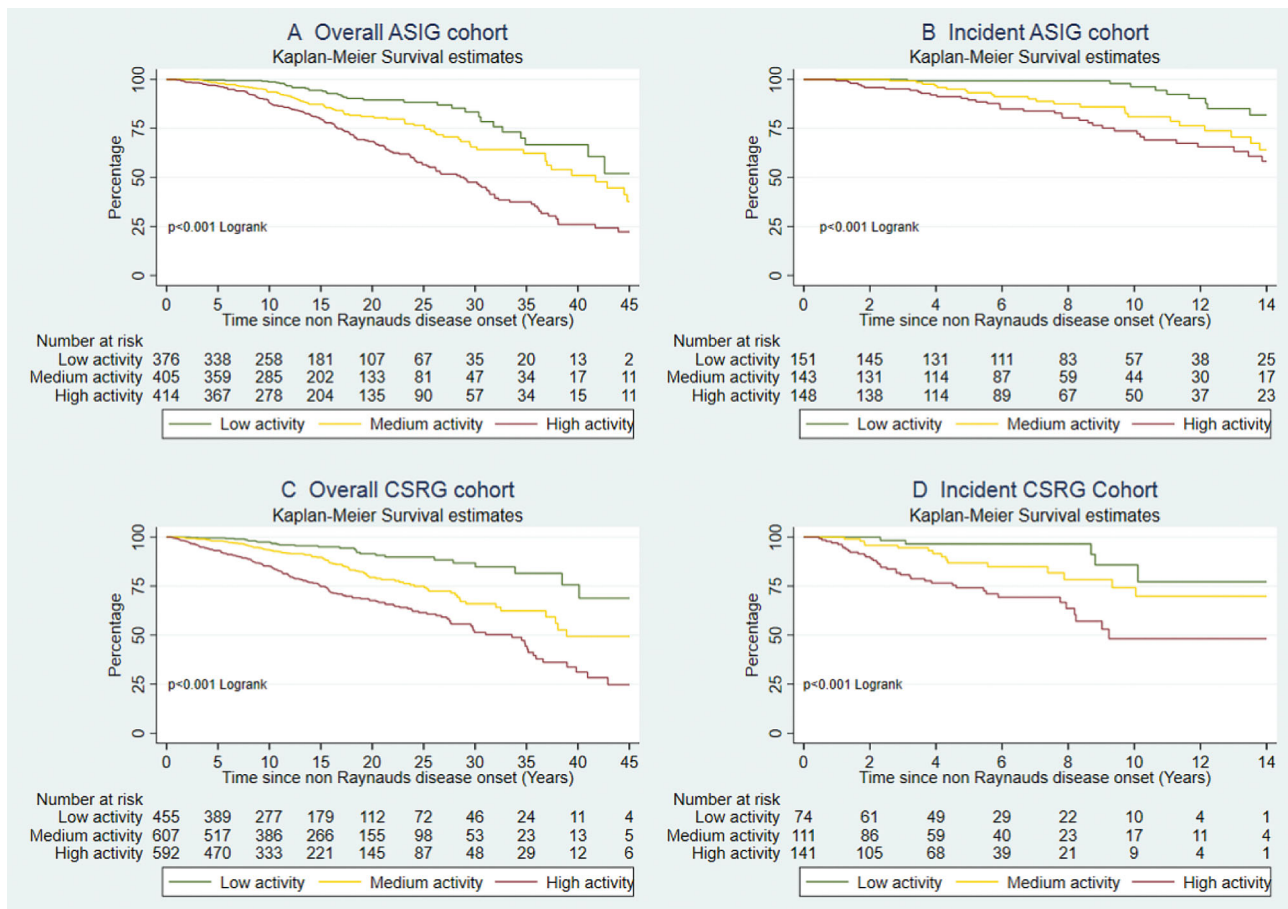 A Overall ASIG cohort
Kaplan-Meier Survival estimates
Percentage
100
75
50
25
0
p<0.001 Logrank
0 5 10 15 20 25 30 35 40 45
Time since non Raynauds disease onset (Years)
Number at risk
Low activity 376 338 258 181 107 67 35 20 13 2
Medium activity 405 359 285 202 133 81 47 34 17 11
High activity 414 367 278 204 135 90 57 34 15 11
Low activity Medium activity High activity
B Incident ASIG cohort
Kaplan-Meier Survival estimates
Percentage
100
75
50
25
0
p<0.001 Logrank
0 2 4 6 8 10 12 14
Time since non Raynauds disease onset (Years)
Number at risk
Low activity 151 145 131 111 83 57 38 25
Medium activity 143 131 114 87 59 44 30 17
High activity 148 138 114 89 67 50 37 23
Low activity Medium activity High activity
C Overall CSRG cohort
Kaplan-Meier Survival estimates
Percentage
100
75
50
25
0
p<0.001 Logrank
0 5 10 15 20 25 30 35 40 45
Time since non Raynauds disease onset (Years)
Number at risk
Low activity 455 389 277 179 112 72 46 24 11 4
Medium activity 607 517 386 266 155 98 53 23 13 5
High activity 592 470 333 221 145 87 48 29 12 6
Low activity Medium activity High activity
D Incident CSRG Cohort
Kaplan-Meier Survival estimates
Percentage
100
75
50
25
0
p<0.001 Logrank
0 2 4 6 8 10 12 14
Time since non Raynauds disease onset (Years)
Number at risk
Low activity 74 61 49 29 22 10 4 1
Medium activity 111 86 59 40 23 17 11 4
High activity 141 105 68 39 21 9 4 1
Low activity Medium activity High activity